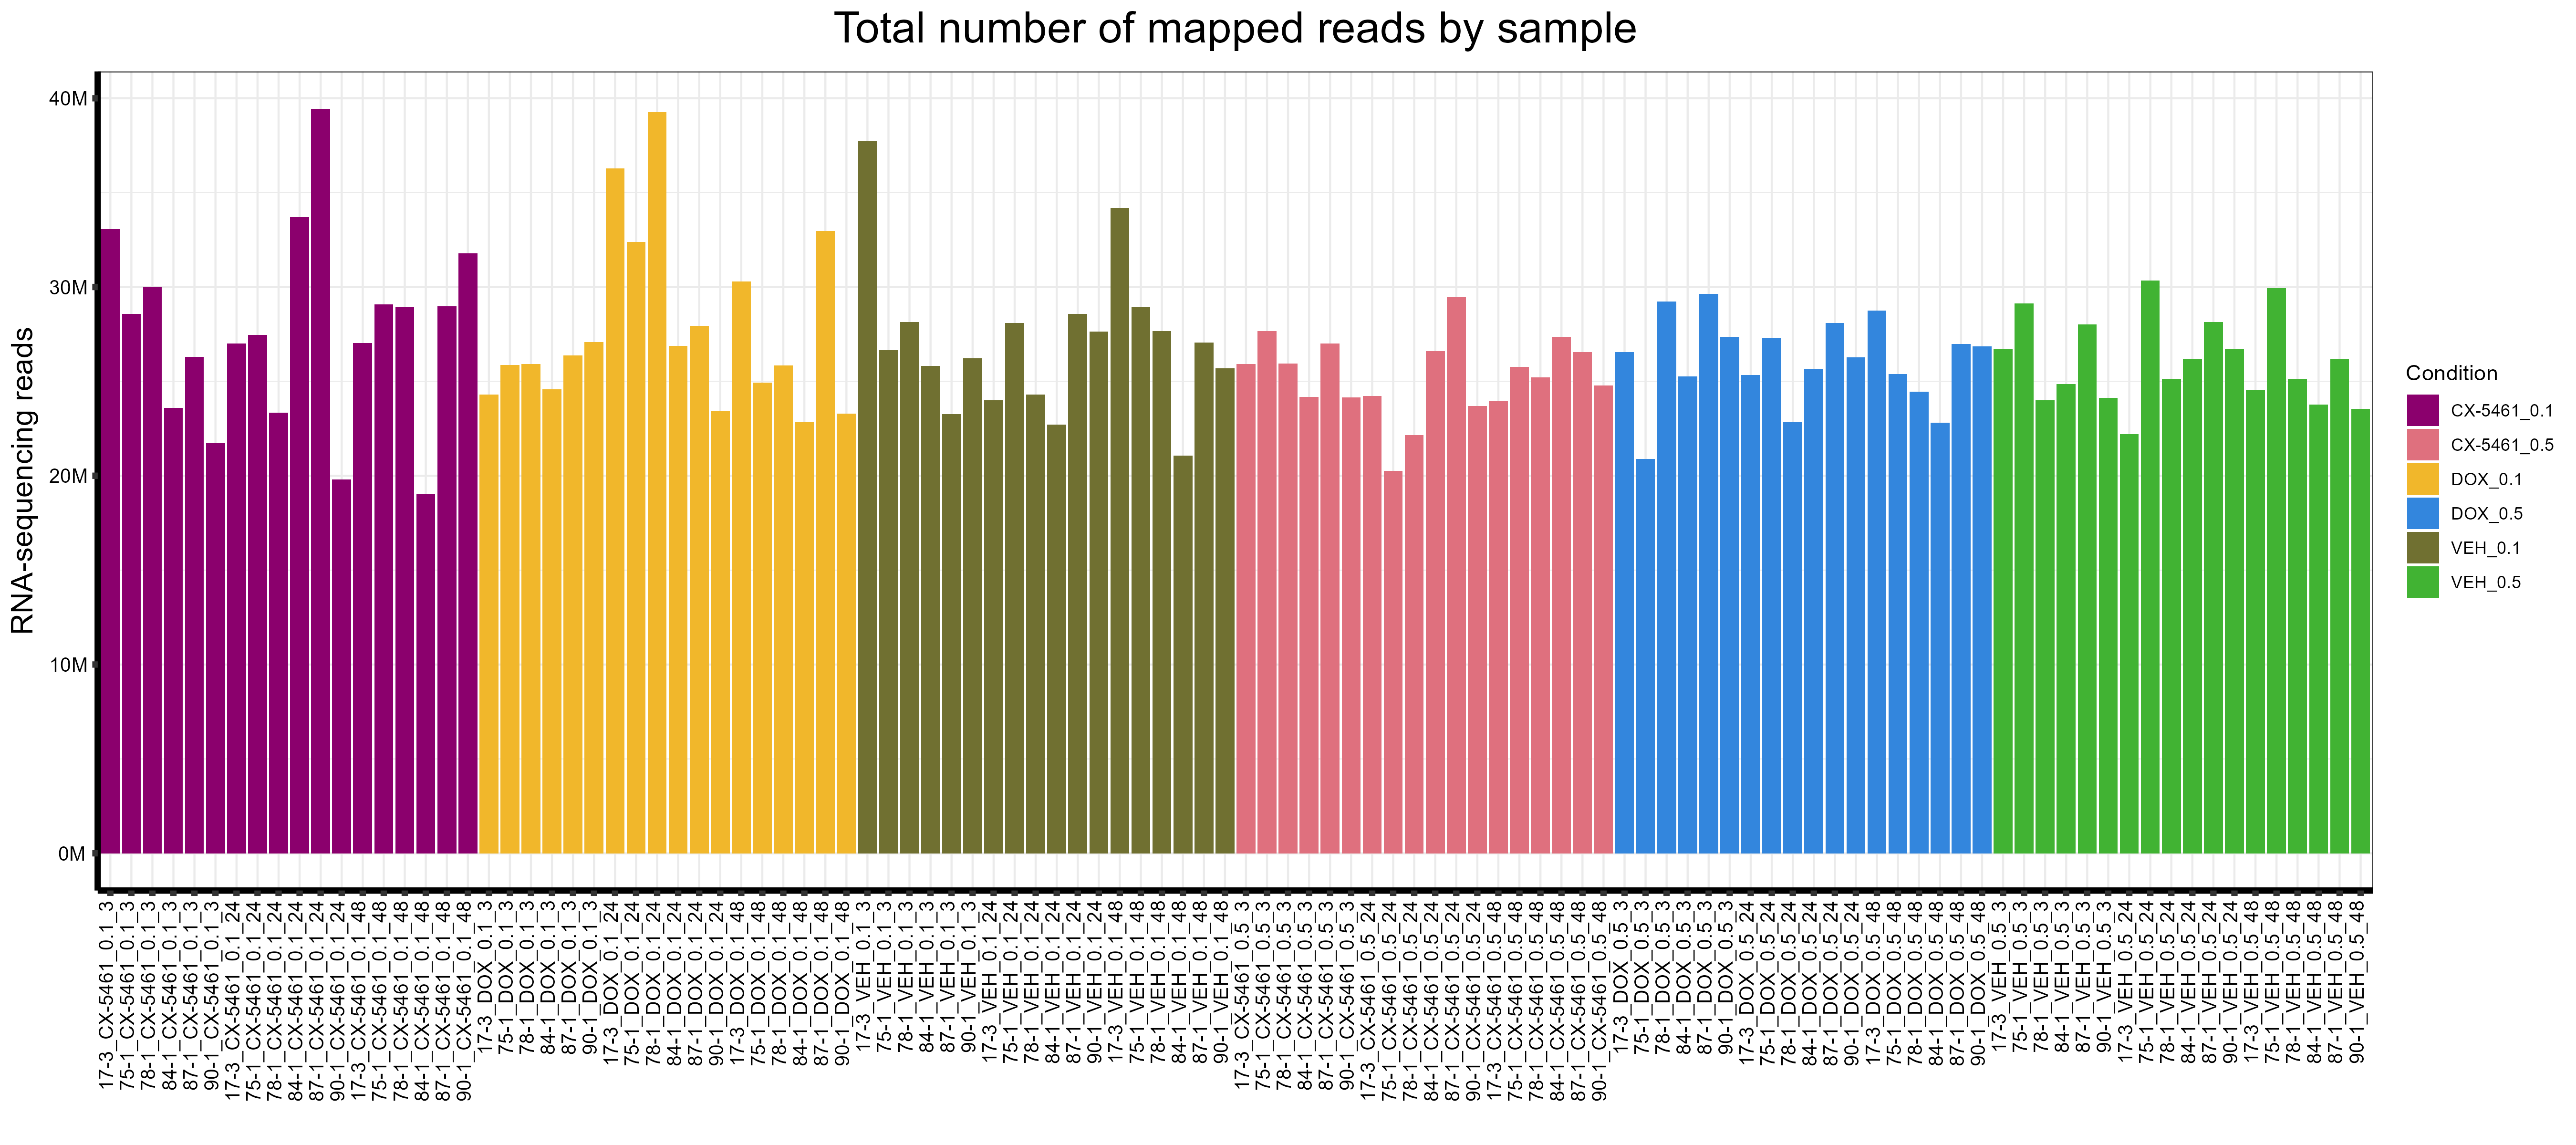 Total number of mapped reads by sample
RNA-sequencing reads
40M
30M
20M
10M
0M
17-3_CX-5461_0.1_3
75-1_CX-5461_0.1_3
78-1_CX-5461_0.1_3
84-1_CX-5461_0.1_3
87-1_CX-5461_0.1_3
90-1_CX-5461_0.1_3
17-3_CX-5461_0.1_24
75-1_CX-5461_0.1_24
78-1_CX-5461_0.1_24
84-1_CX-5461_0.1_24
87-1_CX-5461_0.1_24
90-1_CX-5461_0.1_24
17-3_CX-5461_0.1_48
75-1_CX-5461_0.1_48
78-1_CX-5461_0.1_48
84-1_CX-5461_0.1_48
87-1_CX-5461_0.1_48
90-1_CX-5461_0.1_48
17-3_DOX_0.1_3
75-1_DOX_0.1_3
78-1_DOX_0.1_3
84-1_DOX_0.1_3
87-1_DOX_0.1_3
90-1_DOX_0.1_3
17-3_DOX_0.1_24
75-1_DOX_0.1_24
78-1_DOX_0.1_24
84-1_DOX_0.1_24
87-1_DOX_0.1_24
90-1_DOX_0.1_24
17-3_DOX_0.1_48
75-1_DOX_0.1_48
78-1_DOX_0.1_48
84-1_DOX_0.1_48
87-1_DOX_0.1_48
90-1_DOX_0.1_48
17-3_VEH_0.1_3
75-1_VEH_0.1_3
78-1_VEH_0.1_3
84-1_VEH_0.1_3
87-1_VEH_0.1_3
90-1_VEH_0.1_3
17-3_VEH_0.1_24
75-1_VEH_0.1_24
78-1_VEH_0.1_24
84-1_VEH_0.1_24
87-1_VEH_0.1_24
90-1_VEH_0.1_24
17-3_VEH_0.1_48
75-1_VEH_0.1_48
78-1_VEH_0.1_48
84-1_VEH_0.1_48
87-1_VEH_0.1_48
90-1_VEH_0.1_48
17-3_CX-5461_0.5_3
75-1_CX-5461_0.5_3
78-1_CX-5461_0.5_3
84-1_CX-5461_0.5_3
87-1_CX-5461_0.5_3
90-1_CX-5461_0.5_3
17-3_CX-5461_0.5_24
75-1_CX-5461_0.5_24
78-1_CX-5461_0.5_24
84-1_CX-5461_0.5_24
87-1_CX-5461_0.5_24
90-1_CX-5461_0.5_24
17-3_CX-5461_0.5_48
75-1_CX-5461_0.5_48
78-1_CX-5461_0.5_48
84-1_CX-5461_0.5_48
87-1_CX-5461_0.5_48
90-1_CX-5461_0.5_48
17-3_DOX_0.5_3
75-1_DOX_0.5_3
78-1_DOX_0.5_3
84-1_DOX_0.5_3
87-1_DOX_0.5_3
90-1_DOX_0.5_3
17-3_DOX_0.5_24
75-1_DOX_0.5_24
78-1_DOX_0.5_24
84-1_DOX_0.5_24
87-1_DOX_0.5_24
90-1_DOX_0.5_24
17-3_DOX_0.5_48
75-1_DOX_0.5_48
78-1_DOX_0.5_48
84-1_DOX_0.5_48
87-1_DOX_0.5_48
90-1_DOX_0.5_48
17-3_VEH_0.5_3
75-1_VEH_0.5_3
78-1_VEH_0.5_3
84-1_VEH_0.5_3
87-1_VEH_0.5_3
90-1_VEH_0.5_3
17-3_VEH_0.5_24
75-1_VEH_0.5_24
78-1_VEH_0.5_24
84-1_VEH_0.5_24
87-1_VEH_0.5_24
90-1_VEH_0.5_24
17-3_VEH_0.5_48
75-1_VEH_0.5_48
78-1_VEH_0.5_48
84-1_VEH_0.5_48
87-1_VEH_0.5_48
90-1_VEH_0.5_48
Condition
CX-5461_0.1
CX-5461_0.5
DOX_0.1
DOX_0.5
VEH_0.1
VEH_0.5